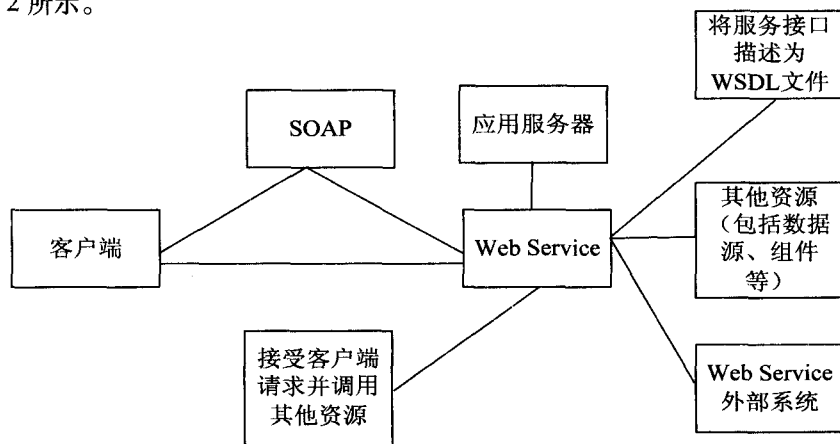 2 所示。
将服务接口
描述为
WSDL文件
SOAP
应用服务器
其他资源
（包括数据
源、组件
等）
客户端
Web Service
接受客户端
请求并调用
其他资源
Web Service
外部系统